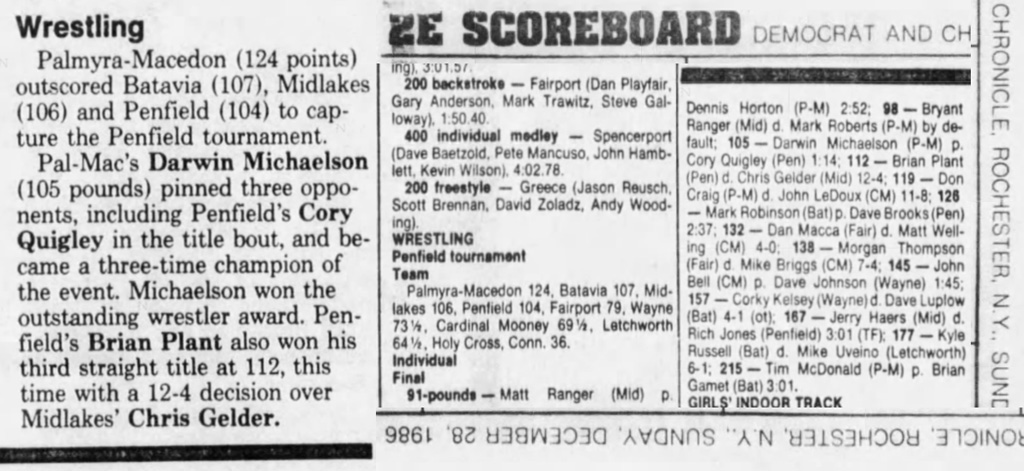 Wrestling
Palmyra-Macedon (124 points)
outscored Batavia (107), Midlakes
(106) and Penfield (104) to cap-
ture the Penfield tournament.
Pal-Mac's Darwin Michaelson
(105 pounds) pinned three oppo-
nents, including Penfield's Cory
Quigley in the title bout, and be-
came a three-time champion of
the event. Michaelson won the
outstanding wrestler award. Pen-
field's Brian Plant also won his
third straight title at 112, this
time with a 12-4 decision over
Midlakes' Chris Gelder.
RE SCOREBOARD DEMOCRAT AND CH
ing), 3:01.57.
200 backstroke — Fairport (Dan Playfair,
Gary Anderson, Mark Trawitz, Steve Gal-
loway), 1:50.40.
400 individual medley — Spencerport
(Dave Baetzold, Pete Mancuso, John Hamb-
lett, Kevin Wilson), 4:02.78.
200 freestyle — Greece (Jason Reusch,
Scott Brennan, David Zoladz, Andy Wood-
ing).
WRESTLING
Penfield tournament
Team
Palmyra-Macedon 124, Batavia 107, Mid-
lakes 106, Penfield 104, Fairport 79, Wayne
73½, Cardinal Mooney 69½, Letchworth
64½, Holy Cross, Conn. 36.
Individual
Final
91-pounds — Matt Ranger (Mid) p.
Dennis Horton (P-M) 2:52; 98 — Bryant
Ranger (Mid) d. Mark Roberts (P-M) by de-
fault; 105 — Darwin Michaelson (P-M) p.
Cory Quigley (Pen) 1:14; 112 — Brian Plant
(Pen) d. Chris Gelder (Mid) 12-4; 119 — Don
Craig (P-M) d. John LeDoux (CM) 11-8; 126
— Mark Robinson (Bat) p. Dave Brooks (Pen)
2:37; 132 — Dan Macca (Fair) d. Matt Well-
ing (CM) 4-0; 138 — Morgan Thompson
(Fair) d. Mike Briggs (CM) 7-4; 145 — John
Bell (CM) p. Dave Johnson (Wayne) 1:45;
157 — Corky Kelsey (Wayne) d. Dave Luplow
(Bat) 4-1 (ot); 167 — Jerry Haers (Mid) d.
Rich Jones (Penfield) 3:01 (TF); 177 — Kyle
Russell (Bat) d. Mike Uveino (Letchworth)
6-1; 215 — Tim McDonald (P-M) p. Brian
Gamet (Bat) 3:01.
GIRLS' INDOOR TRACK
CHRONICLE, ROCHESTER, N.Y., SUND
RONICLE, ROCHESTER, N.Y., SUNDAY, DECEMBER 28, 1986